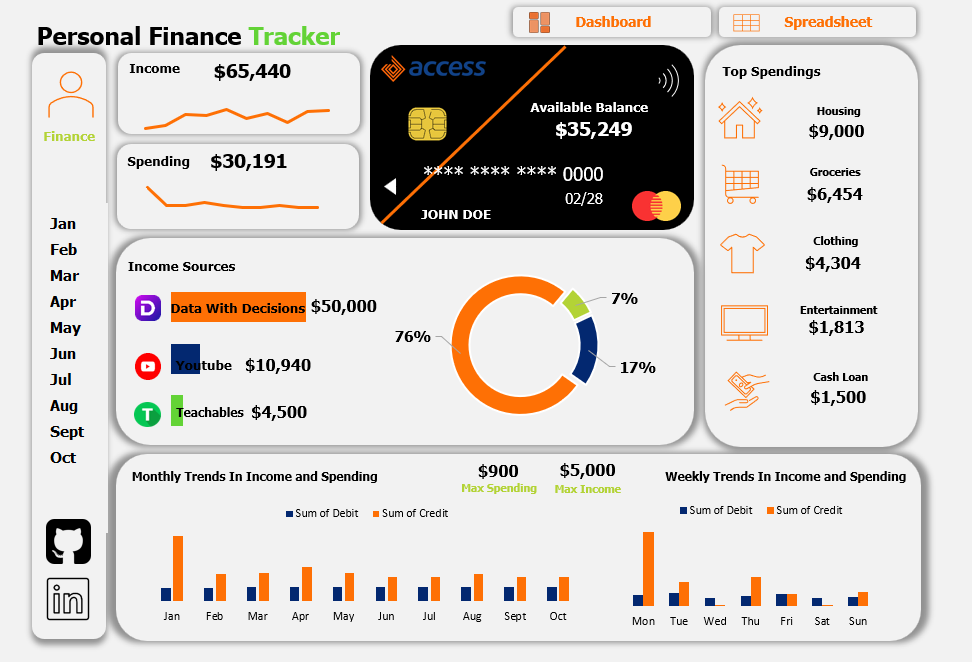 Personal Finance Tracker
Dashboard
Spreadsheet
Finance
Jan
Feb
Mar
Apr
May
Jun
Jul
Aug
Sept
Oct
in
Income $65,440
Spending $30,191
access
Available Balance
$35,249
**** **** **** 0000
02/28
JOHN DOE
Top Spendings
Housing
$9,000
Groceries
$6,454
Clothing
$4,304
Entertainment
$1,813
Cash Loan
$1,500
Income Sources
D Data With Decisions $50,000
Youtube $10,940
T Teachables $4,500
76%
7%
17%
Monthly Trends In Income and Spending
$900
Max Spending
$5,000
Max Income
Sum of Debit Sum of Credit
Jan Feb Mar Apr May Jun Jul Aug Sept Oct
Weekly Trends In Income and Spending
Sum of Debit Sum of Credit
Mon Tue Wed Thu Fri Sat Sun